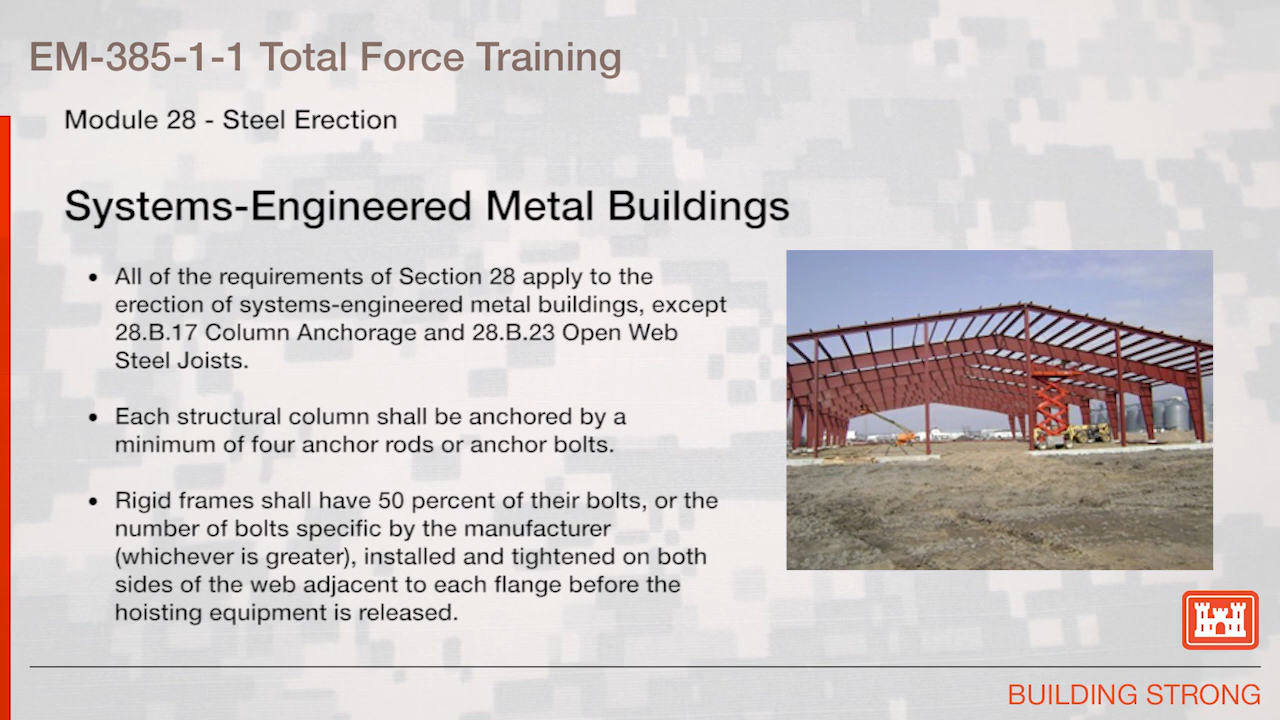 EM-385-1-1 Total Force Training
Module 28 - Steel Erection
Systems-Engineered Metal Buildings
• All of the requirements of Section 28 apply to the
erection of systems-engineered metal buildings, except
28.B.17 Column Anchorage and 28.B.23 Open Web
Steel Joists.
• Each structural column shall be anchored by a
minimum of four anchor rods or anchor bolts.
• Rigid frames shall have 50 percent of their bolts, or the
number of bolts specific by the manufacturer
(whichever is greater), installed and tightened on both
sides of the web adjacent to each flange before the
hoisting equipment is released.
BUILDING STRONG